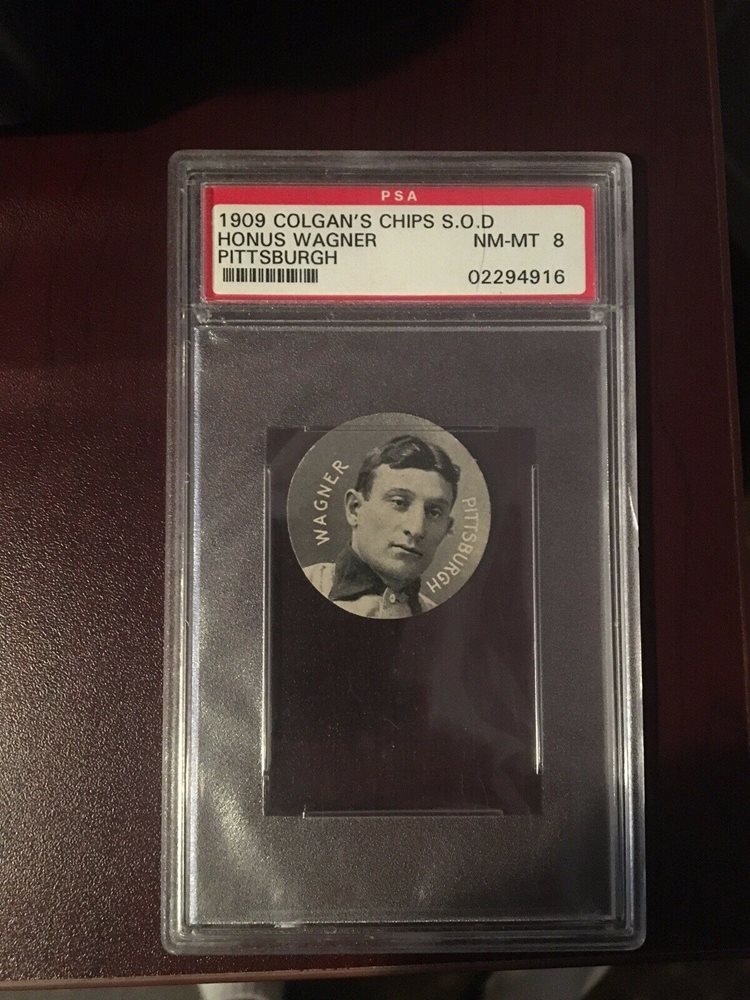 PSA
1909 COLGAN'S CHIPS S.O.D
HONUS WAGNER NM-MT 8
PITTSBURGH
02294916
WAGNER
PITTSBURGH